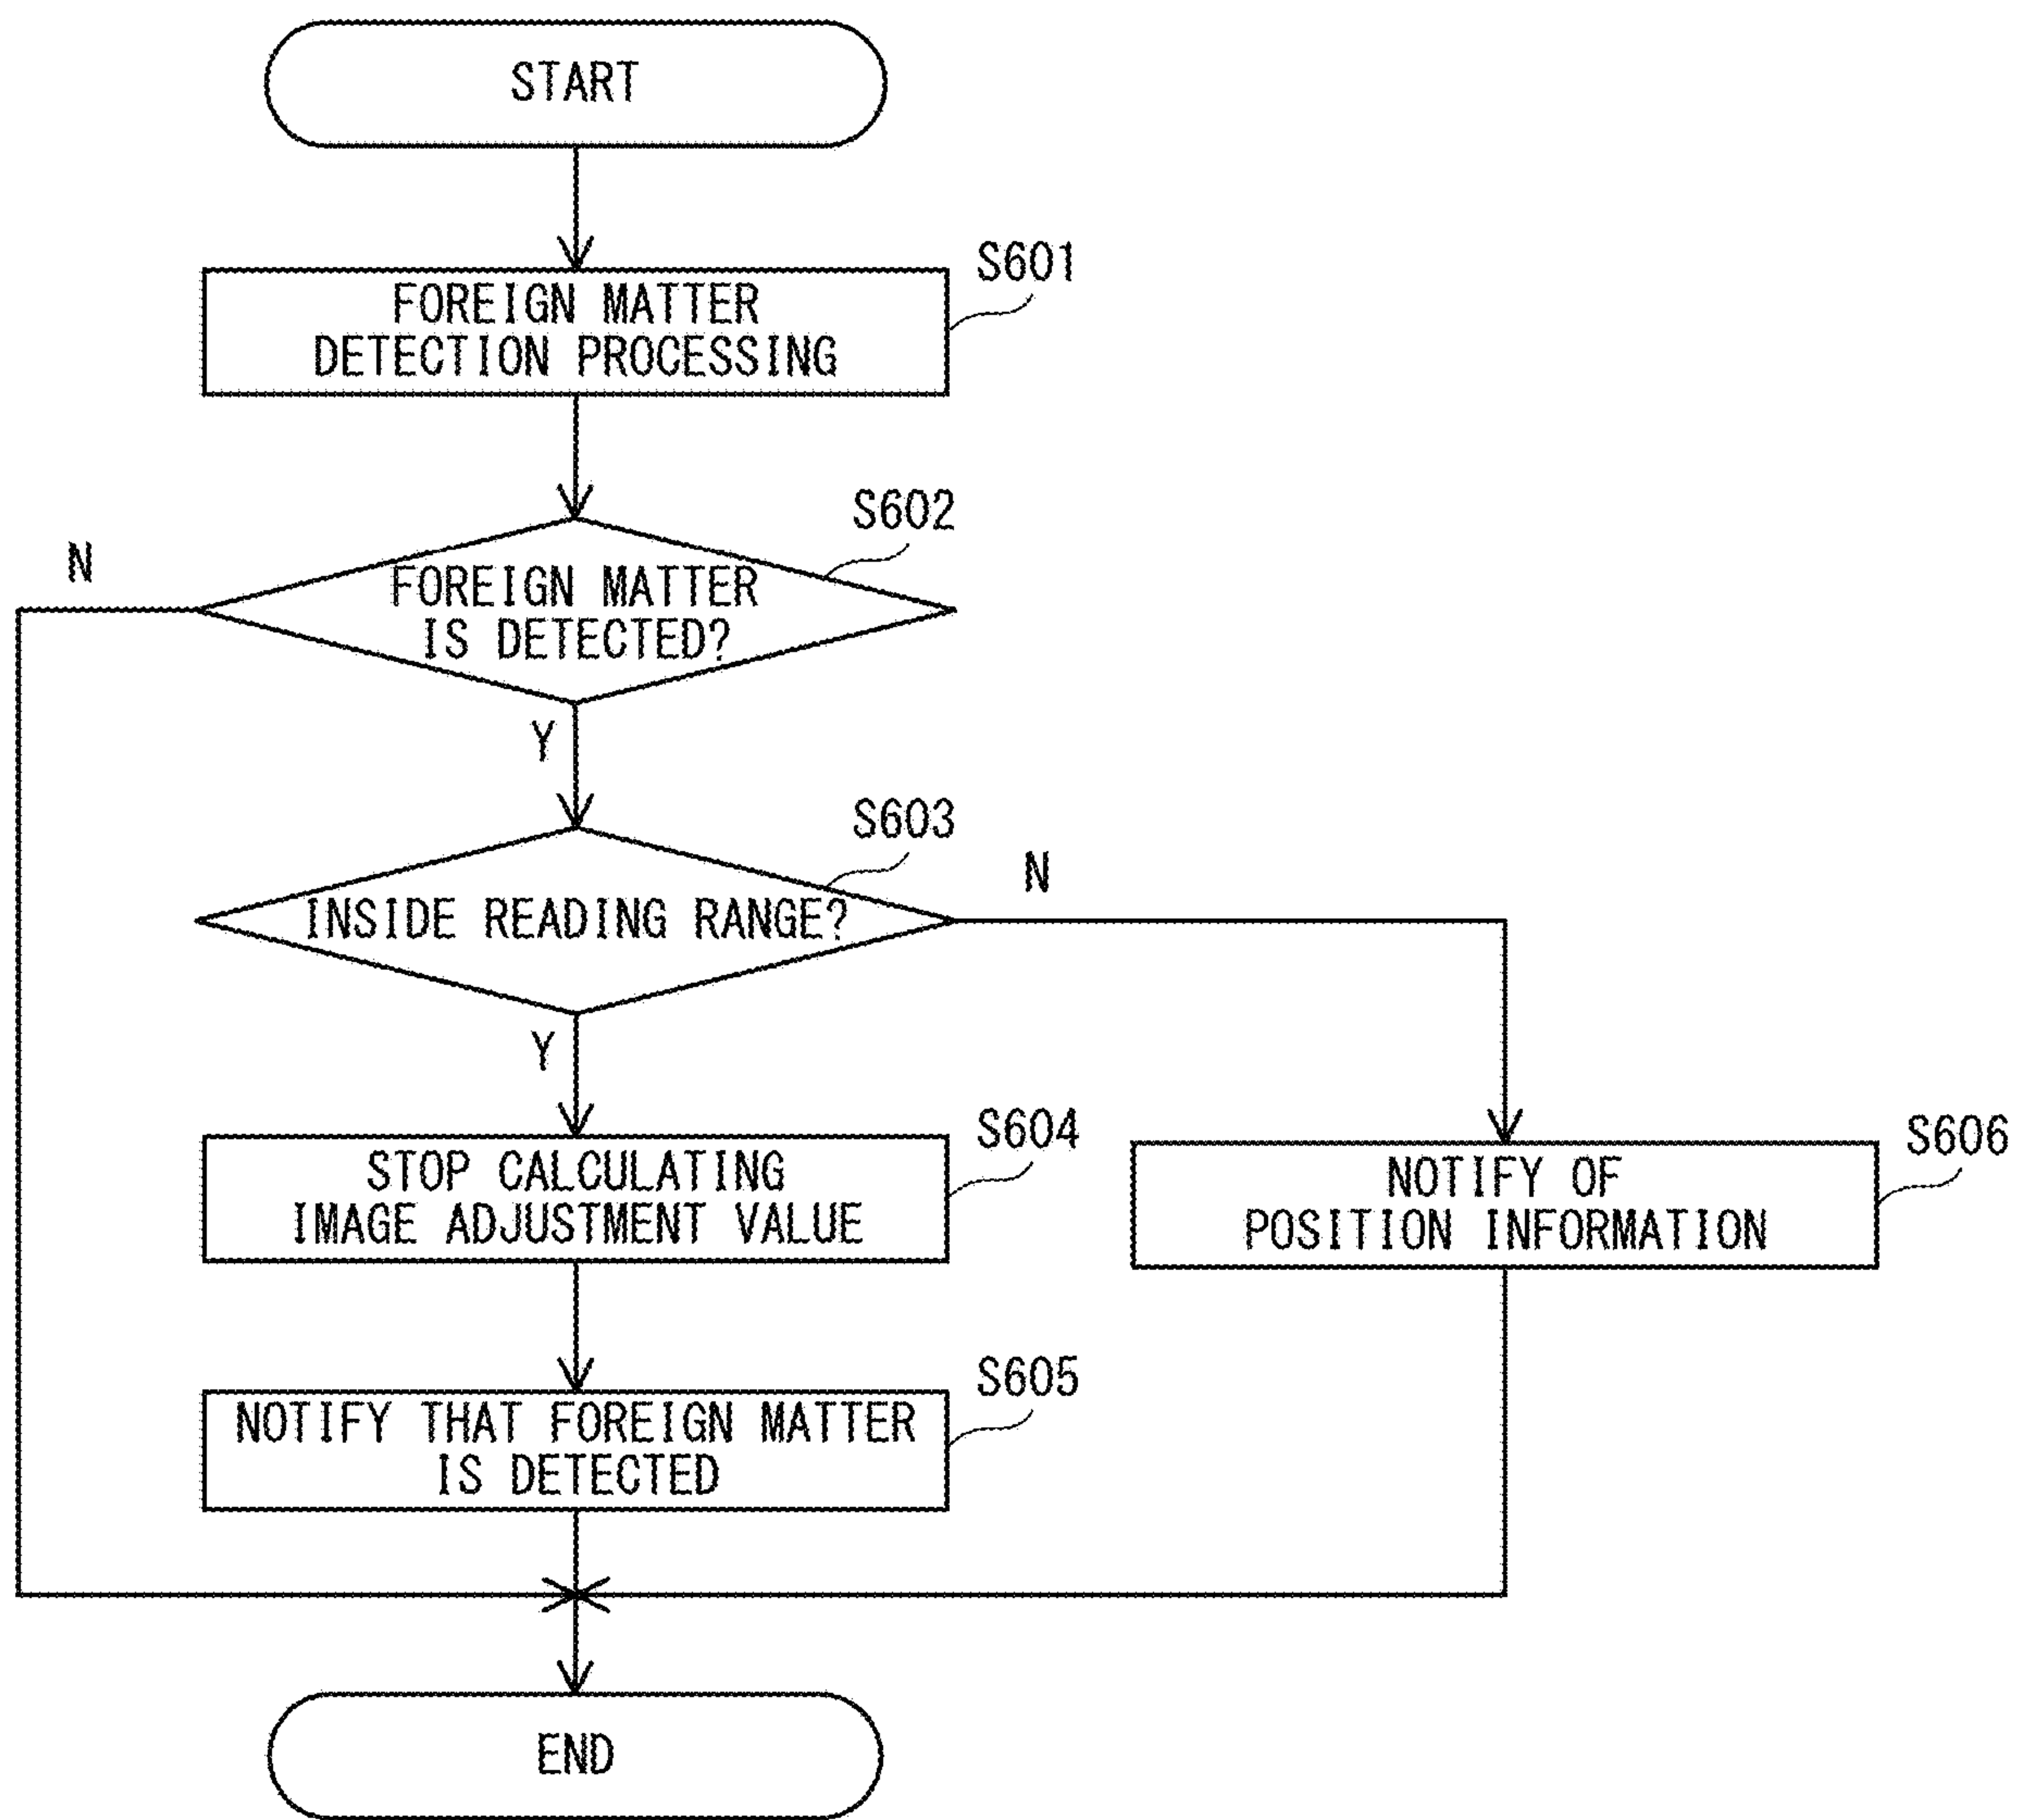 START
S601
FOREIGN MATTER
DETECTION PROCESSING
S602
N
FOREIGN MATTER
IS DETECTED?
Y
S603
N
INSIDE READING RANGE?
Y
S604
STOP CALCULATING
IMAGE ADJUSTMENT VALUE
S606
NOTIFY OF
POSITION INFORMATION
S605
NOTIFY THAT FOREIGN MATTER
IS DETECTED
END